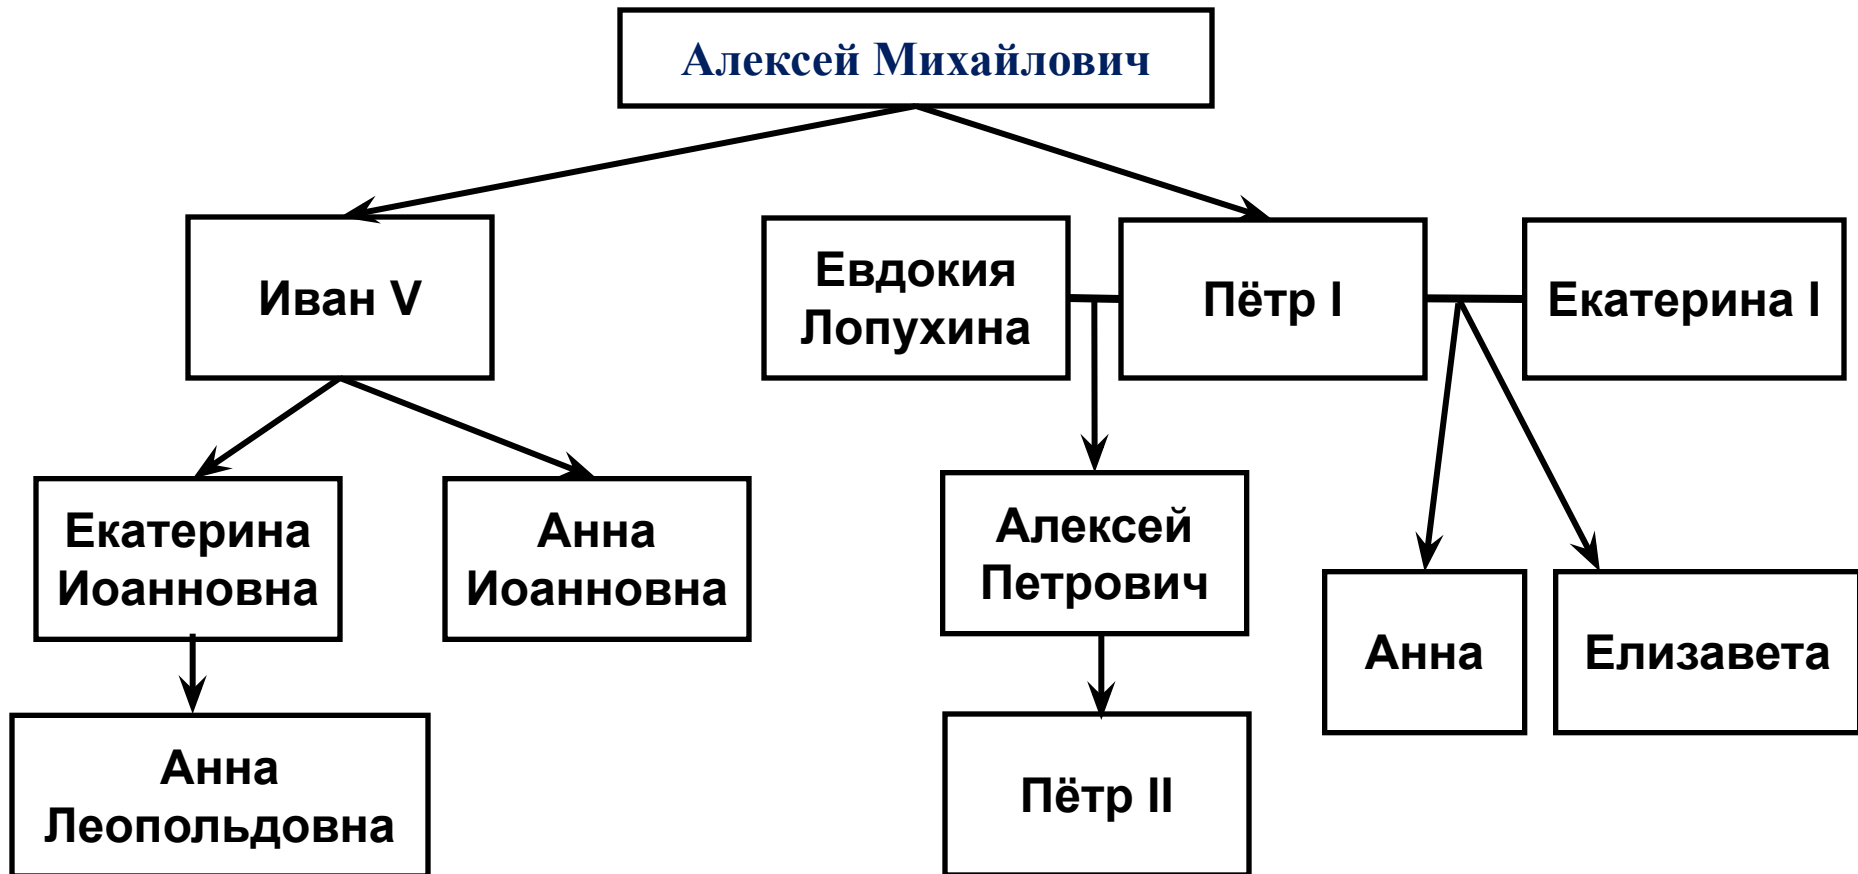 Алексей Михайлович
Иван V
Евдокия
Лопухина
Пётр I
Екатерина I
Екатерина
Иоанновна
Анна
Иоанновна
Алексей
Петрович
Анна
Елизавета
Анна
Леопольдовна
Пётр II